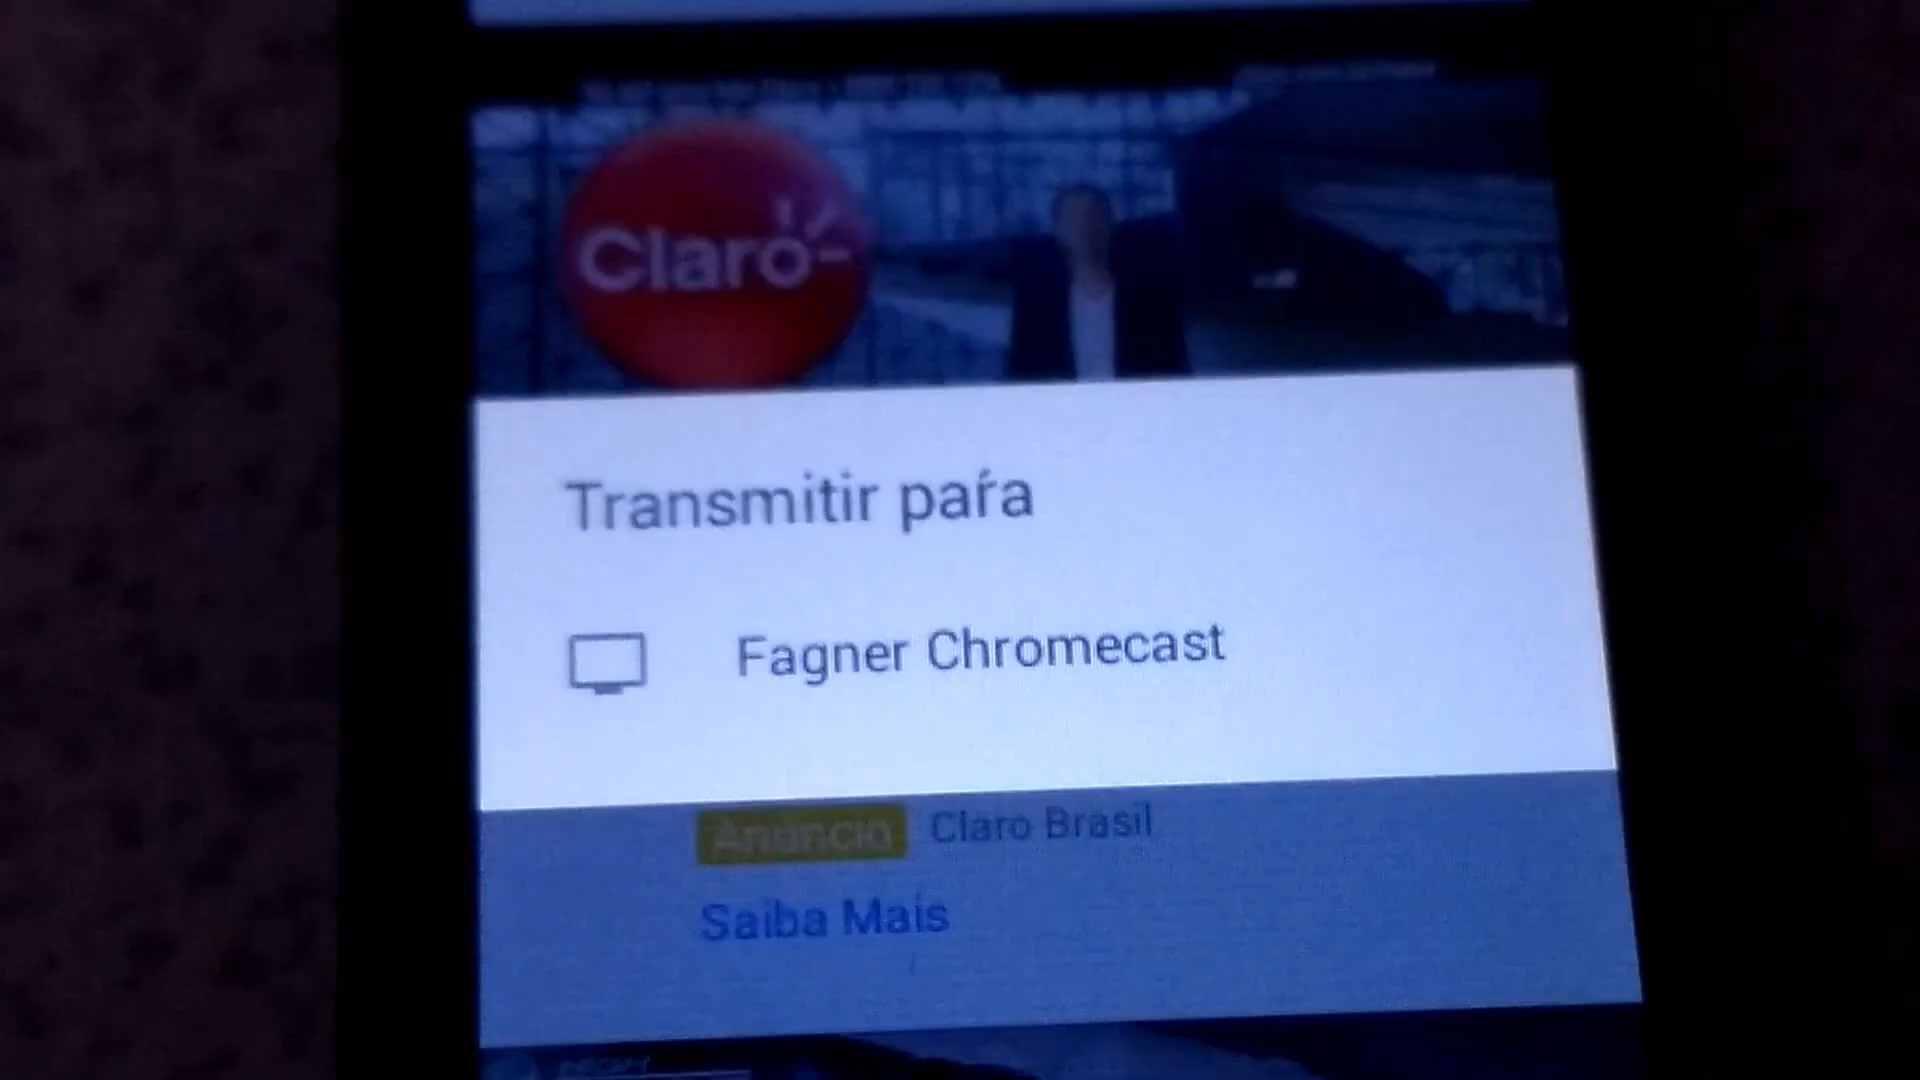 Claro
Transmitir para
Fagner Chromecast
Anúncio Claro Brasil
Saiba Mais